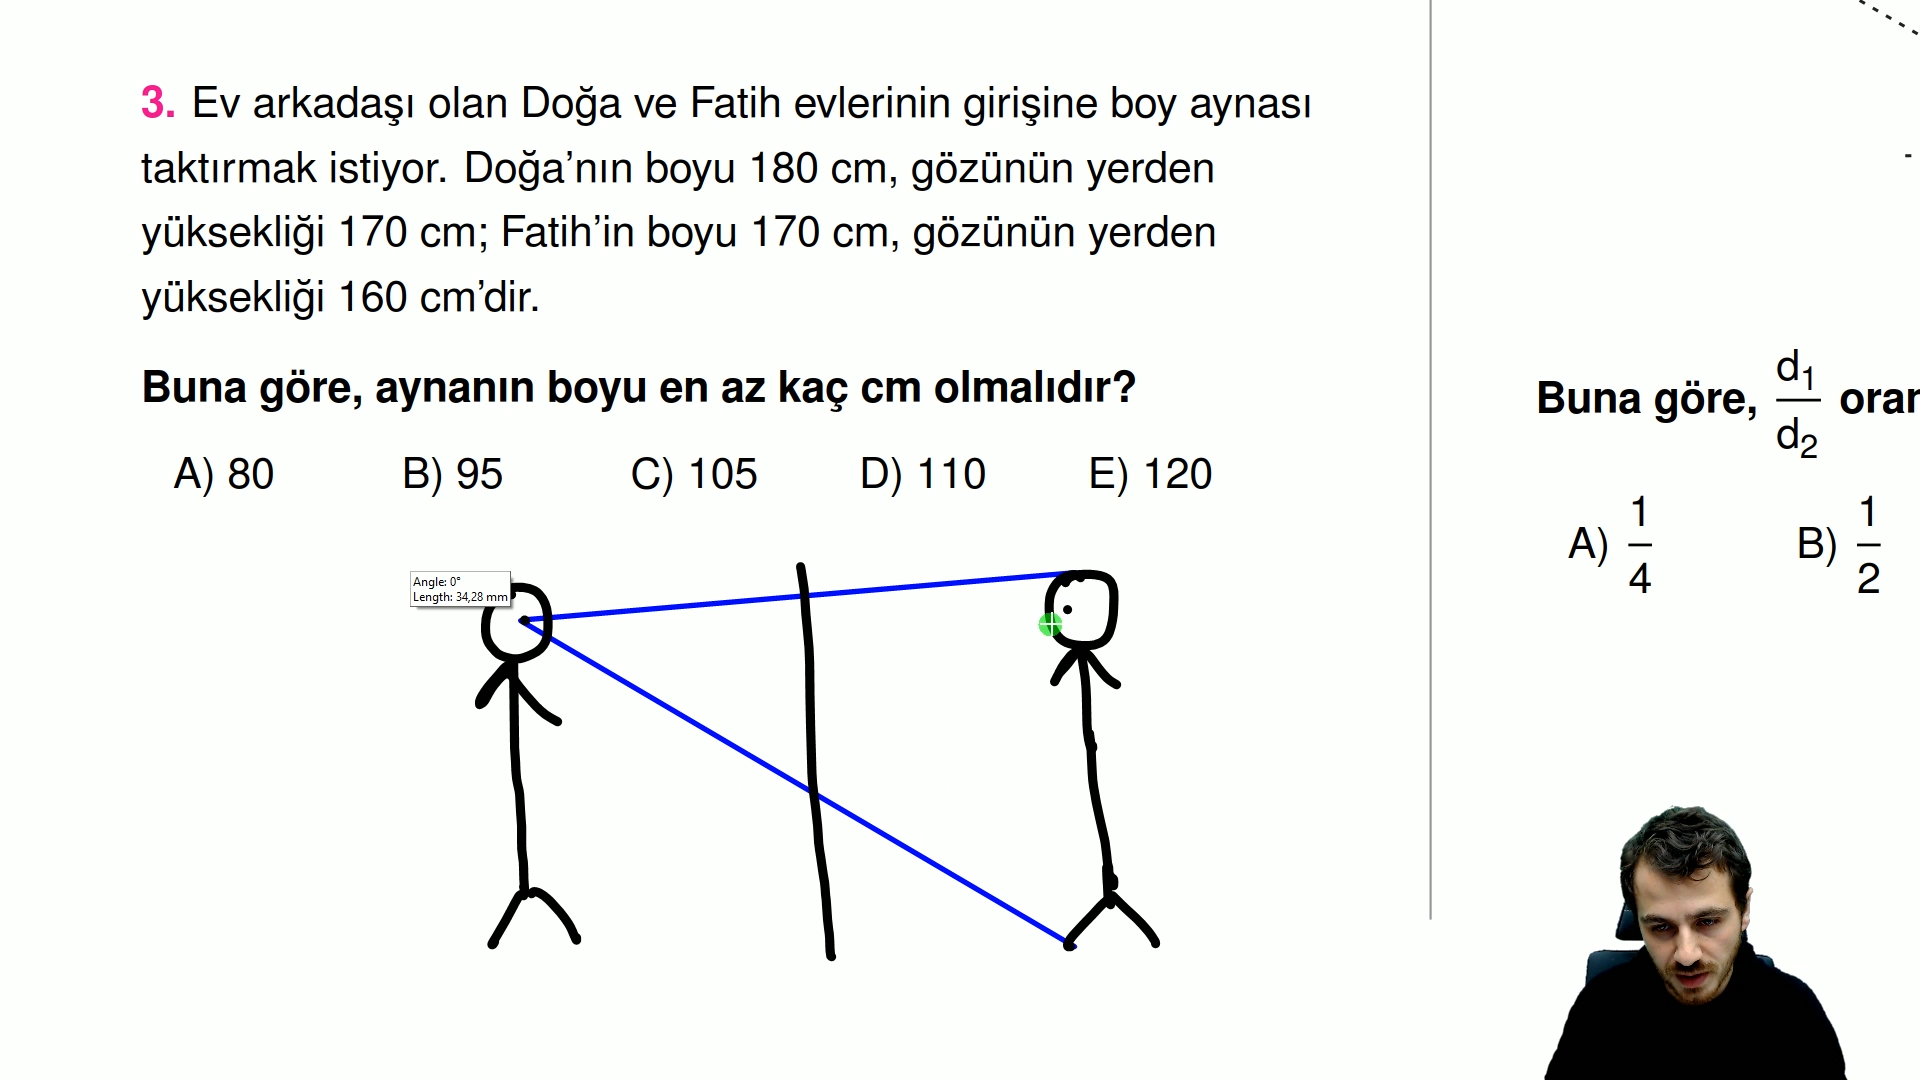 3. Ev arkadaşı olan Doğa ve Fatih evlerinin girişine boy aynası
taktırmak istiyor. Doğa’nın boyu 180 cm, gözünün yerden
yüksekliği 170 cm; Fatih’in boyu 170 cm, gözünün yerden
yüksekliği 160 cm’dir.
Buna göre, aynanın boyu en az kaç cm olmalıdır?
A) 80 B) 95 C) 105 D) 110 E) 120
Angle: 0°
Length: 34,28 mm
Buna göre, d₁/d₂
A) 1/4 B) 1/2